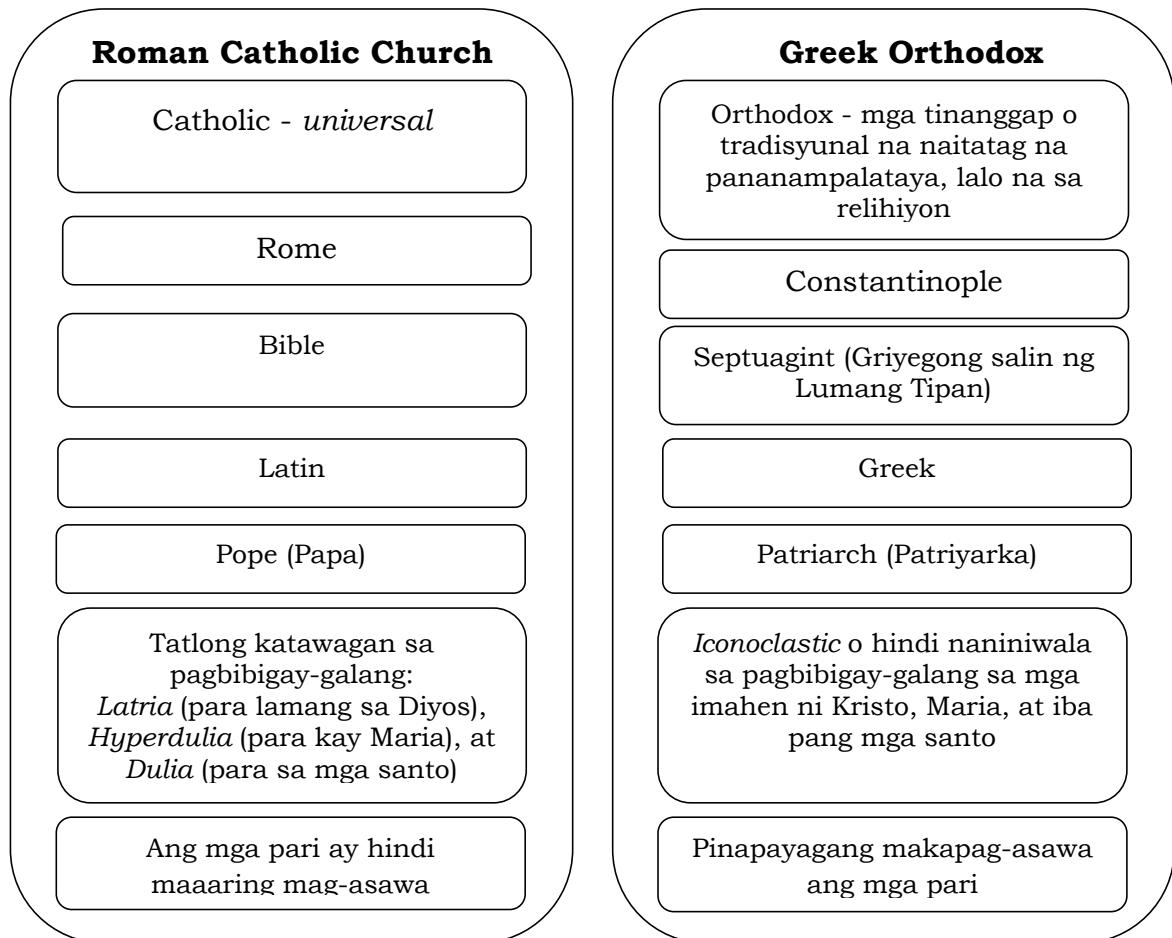 Roman Catholic Church
Catholic - universal
Rome
Bible
Latin
Pope (Papa)
Tatlong katawagan sa
pagbibigay-galang:
Latria (para lamang sa Diyos),
Hyperdulia (para kay Maria), at
Dulia (para sa mga santo)
Ang mga pari ay hindi
maaaring mag-asawa
Greek Orthodox
Orthodox - mga tinanggap o
tradisyunal na naitatag na
pananampalataya, lalo na sa
relihiyon
Constantinople
Septuagint (Griyegong salin ng
Lumang Tipan)
Greek
Patriarch (Patriyarka)
Iconoclastic o hindi naniniwala
sa pagbibigay-galang sa mga
imahen ni Kristo, Maria, at iba
pang mga santo
Pinapayagang makapag-asawa
ang mga pari